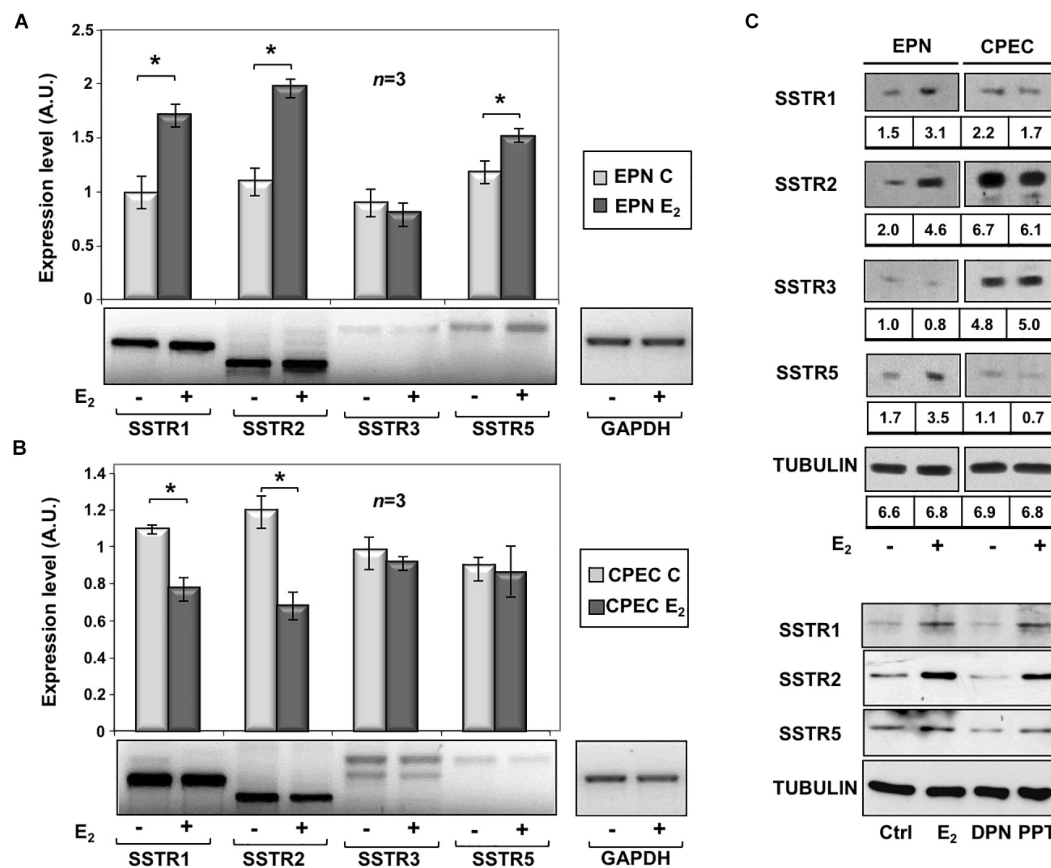 A
Expression level (A.U.)
2.5
2
1.5
1
0.5
0
*
*
n=3
*
EPN C
EPN E2
E2 - + - + - + - + - +
SSTR1 SSTR2 SSTR3 SSTR5 GAPDH
B
Expression level (A.U.)
1.4
1.2
1
0.8
0.6
0.4
0.2
0
*
*
n=3
CPEC C
CPEC E2
E2 - + - + - + - + - +
SSTR1 SSTR2 SSTR3 SSTR5 GAPDH
C
EPN CPEC
SSTR1
1.5 3.1 2.2 1.7
SSTR2
2.0 4.6 6.7 6.1
SSTR3
1.0 0.8 4.8 5.0
SSTR5
1.7 3.5 1.1 0.7
TUBULIN
6.6 6.8 6.9 6.8
E2 - + - +
SSTR1
SSTR2
SSTR5
TUBULIN
Ctrl E2 DPN PPT